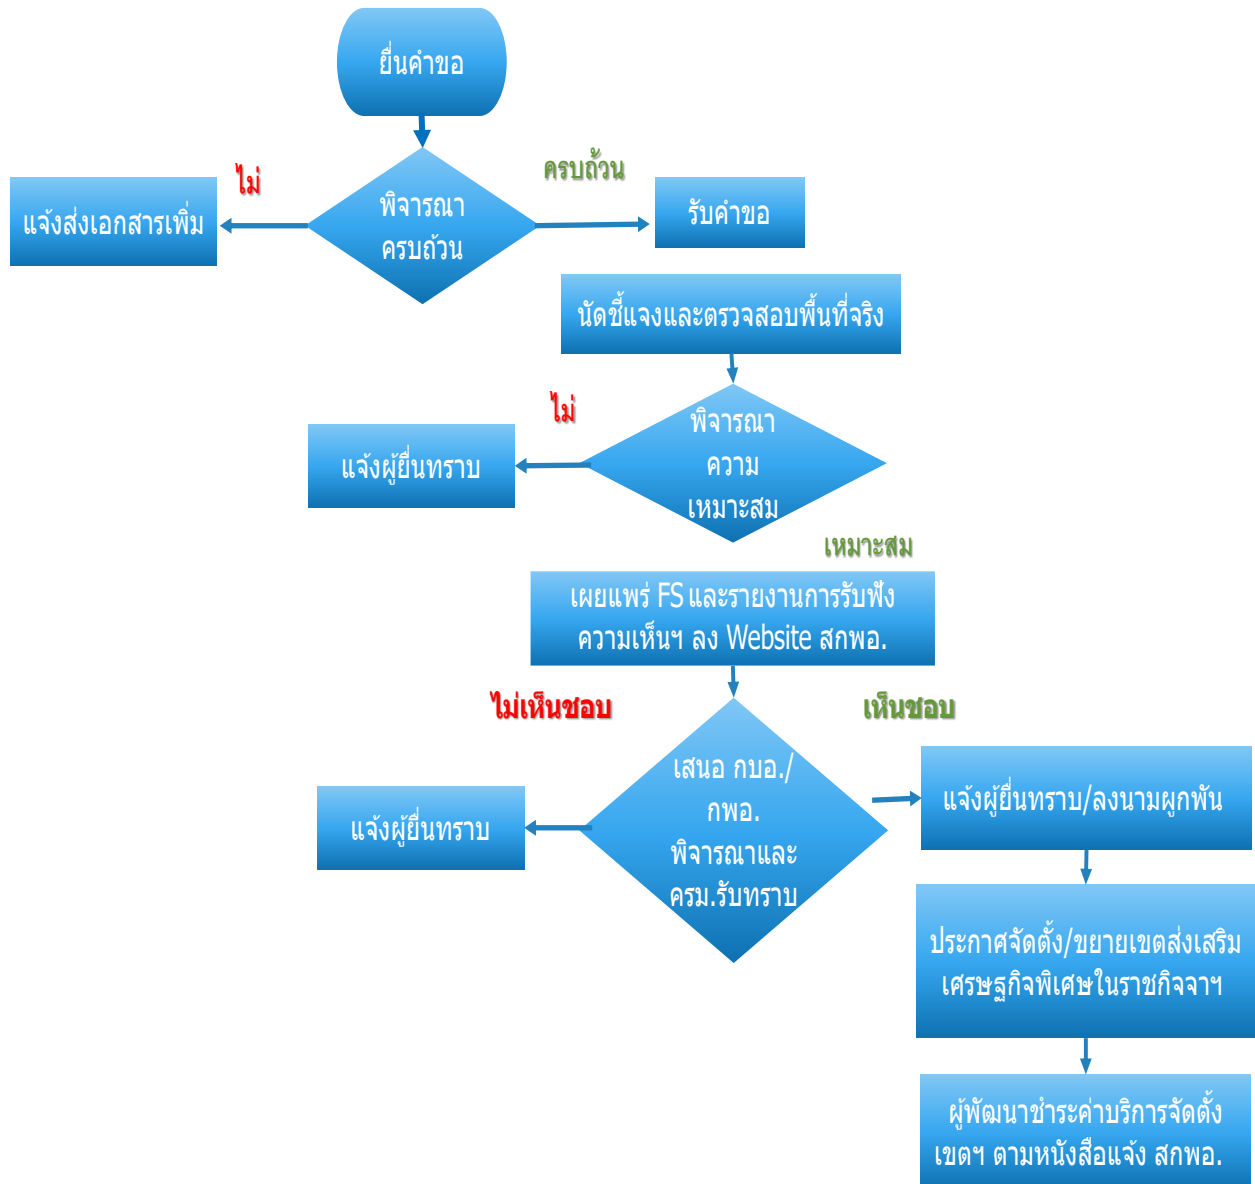 ยื่นคำขอ
ไม่
ครบถ้วน
แจ้งส่งเอกสารเพิ่ม
พิจารณา
ครบถ้วน
รับคำขอ
นัดชี้แจงและตรวจสอบพื้นที่จริง
ไม่
พิจารณา
ความ
เหมาะสม
แจ้งผู้ยื่นทราบ
เหมาะสม
เผยแพร่ FS และรายงานการรับฟัง
ความเห็นฯ ลง Website สกพอ.
ไม่เห็นชอบ
เห็นชอบ
เสนอ กบอ./
กพอ.
พิจารณาและ
ครม.รับทราบ
แจ้งผู้ยื่นทราบ
แจ้งผู้ยื่นทราบ/ลงนามผูกพัน
ประกาศจัดตั้ง/ขยายเขตส่งเสริม
เศรษฐกิจพิเศษในราชกิจจาฯ
ผู้พัฒนาชำระค่าบริการจัดตั้ง
เขตฯ ตามหนังสือแจ้ง สกพอ.